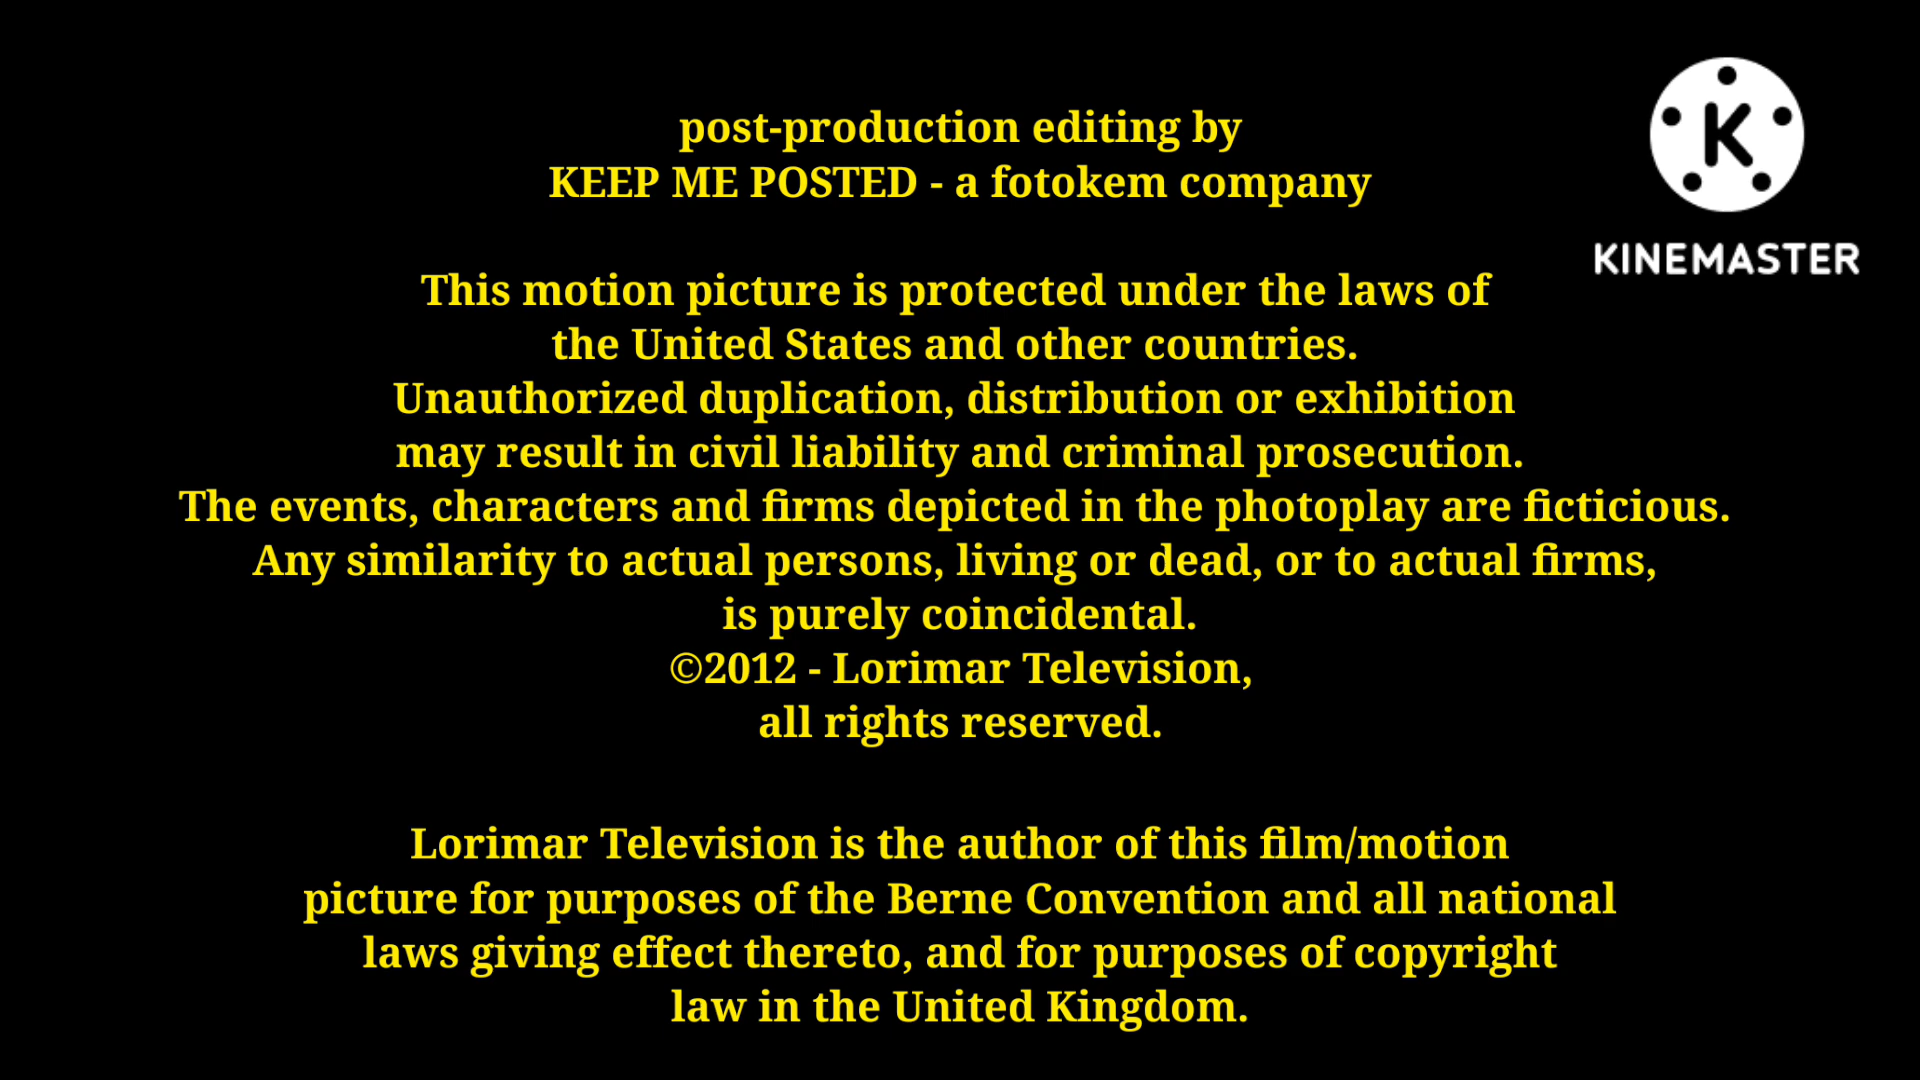 post-production editing by
KEEP ME POSTED - a fotokem company
K
KINEMASTER
This motion picture is protected under the laws of
the United States and other countries.
Unauthorized duplication, distribution or exhibition
may result in civil liability and criminal prosecution.
The events, characters and firms depicted in the photoplay are ficticious.
Any similarity to actual persons, living or dead, or to actual firms,
is purely coincidental.
©2012 - Lorimar Television,
all rights reserved.
Lorimar Television is the author of this film/motion
picture for purposes of the Berne Convention and all national
laws giving effect thereto, and for purposes of copyright
law in the United Kingdom.